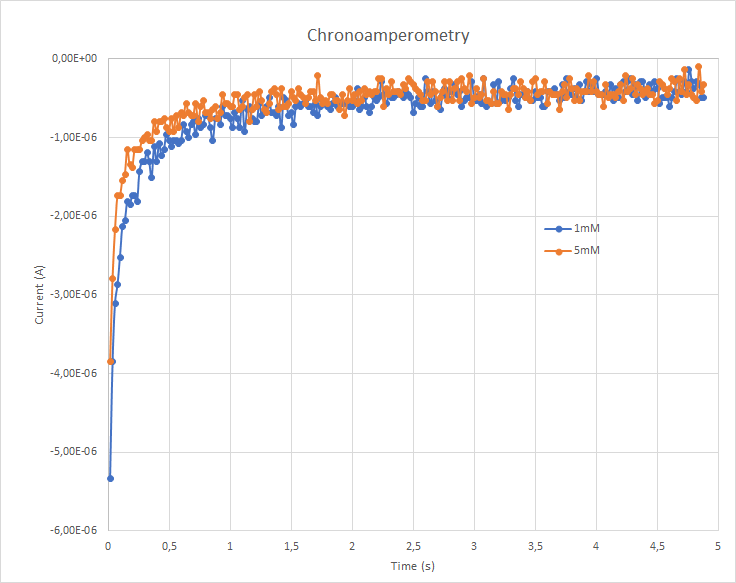 Chronoamperometry
0,00E+00
-1,00E-06
-2,00E-06
-3,00E-06
-4,00E-06
-5,00E-06
-6,00E-06
Current (A)
1mM
5mM
0 0,5 1 1,5 2 2,5 3 3,5 4 4,5 5
Time (s)